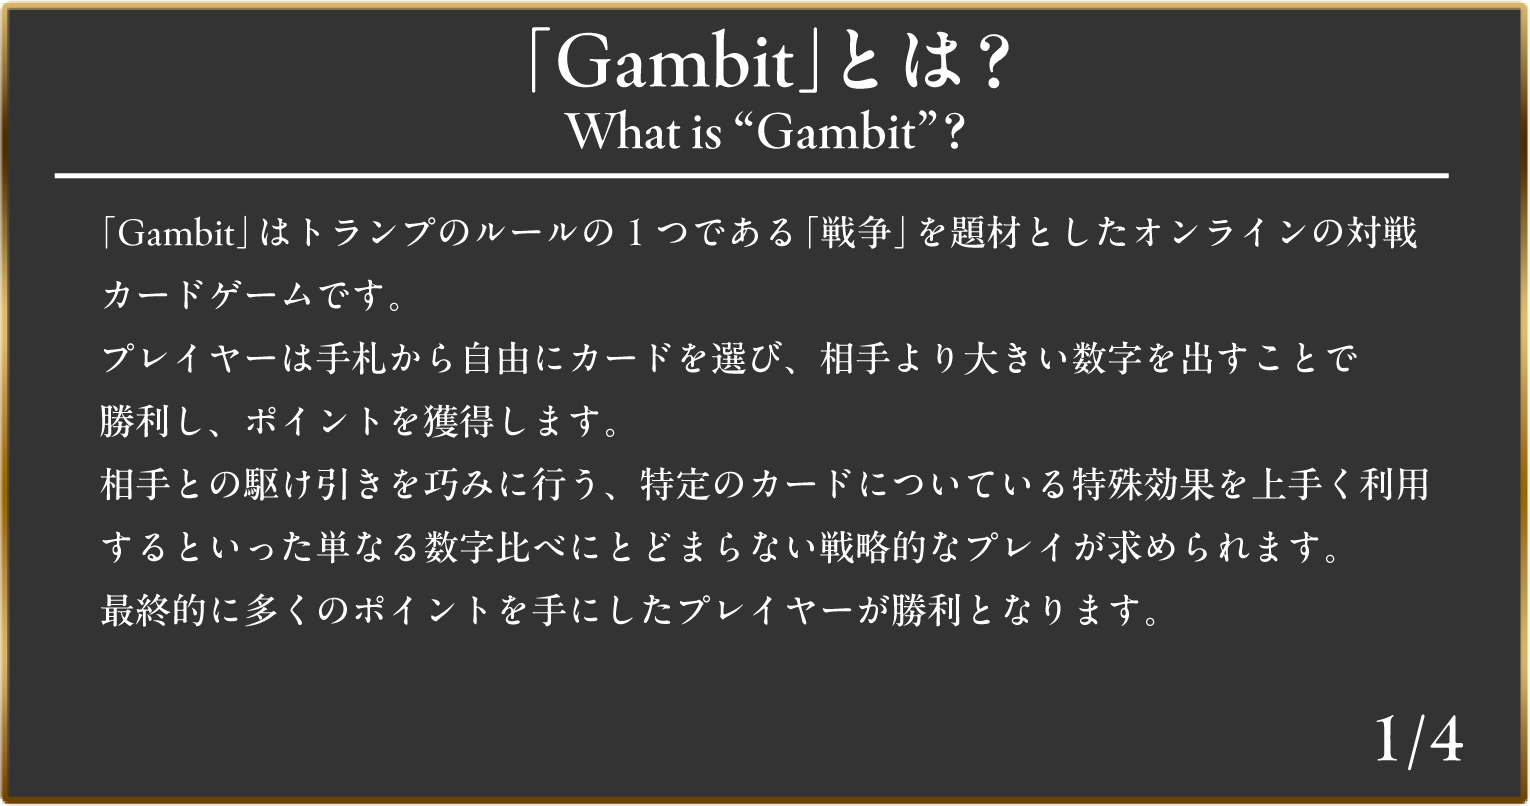 「Gambit」とは？
What is “Gambit”?
「Gambit」はトランプのルールの1つである「戦争」を題材としたオンラインの対戦
カードゲームです。
プレイヤーは手札から自由にカードを選び、相手より大きい数字を出すことで
勝利し、ポイントを獲得します。
相手との駆け引きを巧みに行う、特定のカードについている特殊効果を上手く利用
するといった単なる数字比べにとどまらない戦略的なプレイが求められます。
最終的に多くのポイントを手にしたプレイヤーが勝利となります。
1/4